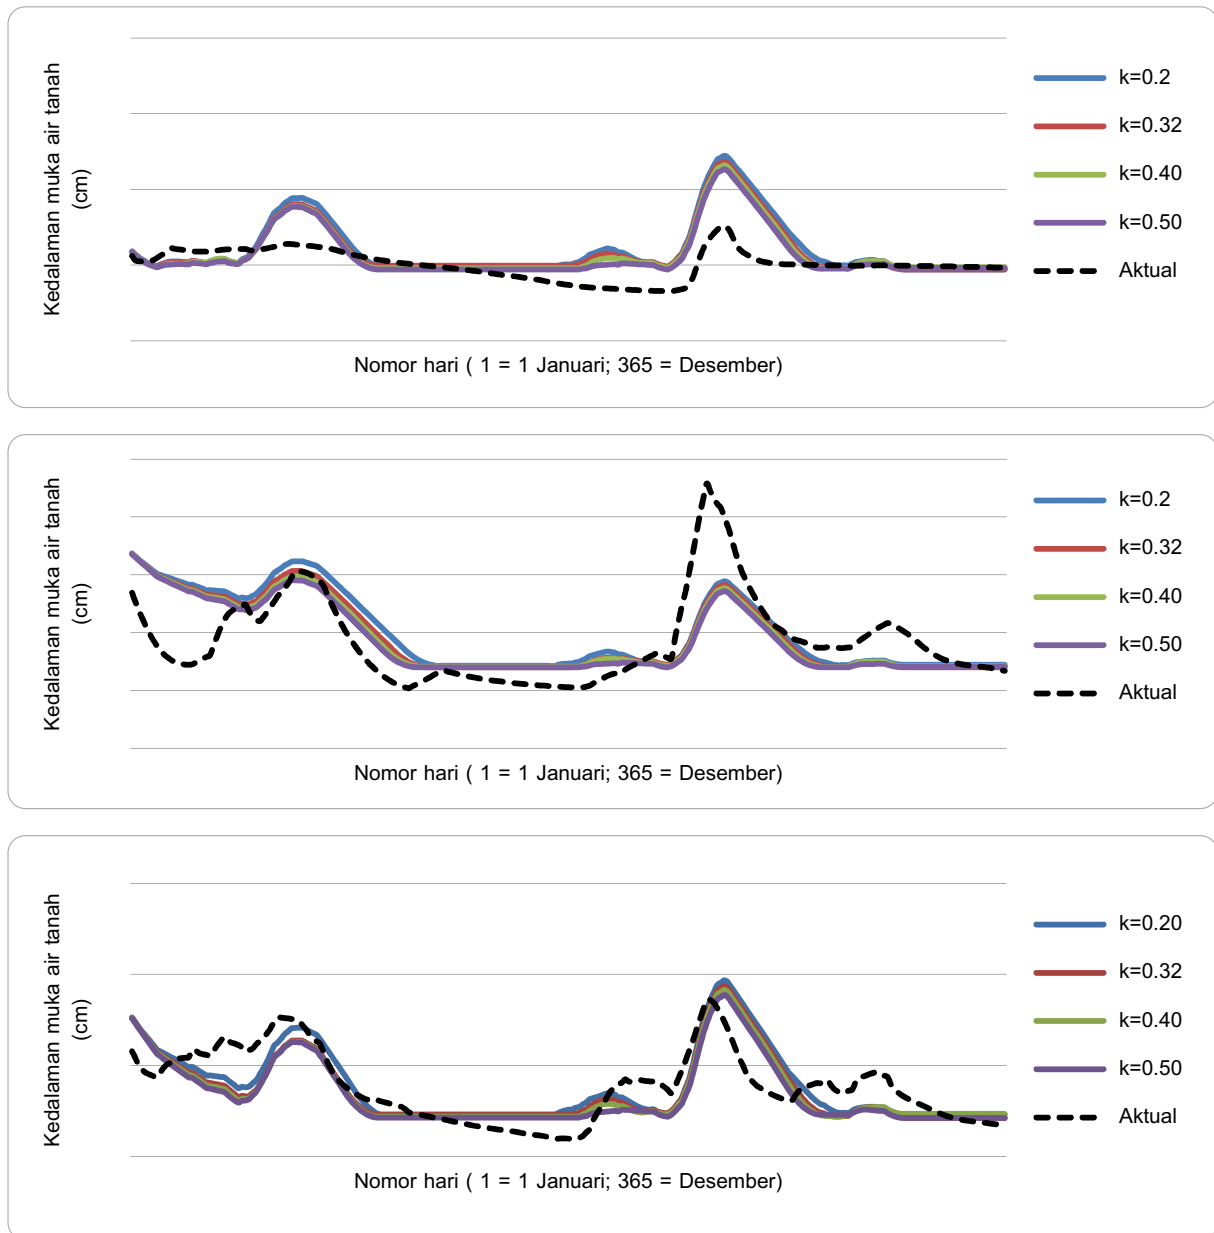 Kedalaman muka air tanah
(cm)
k=0.2
k=0.32
k=0.40
k=0.50
Aktual
Nomor hari ( 1 = 1 Januari; 365 = Desember)
Kedalaman muka air tanah
(cm)
k=0.2
k=0.32
k=0.40
k=0.50
Aktual
Nomor hari ( 1 = 1 Januari; 365 = Desember)
Kedalaman muka air tanah
(cm)
k=0.20
k=0.32
k=0.40
k=0.50
Aktual
Nomor hari ( 1 = 1 Januari; 365 = Desember)